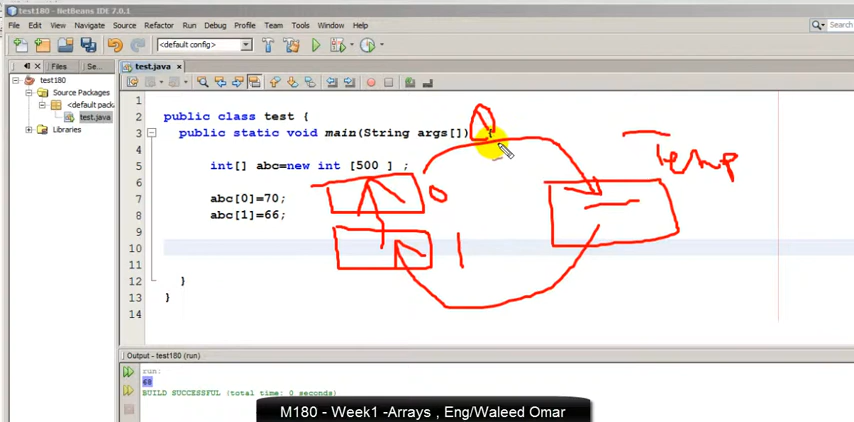 test180 - NetBeans IDE 7.0.1
File Edit View Navigate Source Refactor Run Debug Profile Team Tools Window Help
<default config>
Search
Files Se...
test.java
test180
Source Packages
<default pack
test.java
Libraries
1
2 public class test {
3 public static void main(String args[]) {
4
5 int[] abc=new int [500 ] ;
6
7 abc[0]=70;
8 abc[1]=66;
9
10
11
12 }
13 }
14
0
1
Temp
Output - test180 (run)
run:
68
BUILD SUCCESSFUL (total time: 0 seconds)
M180 - Week1 -Arrays , Eng/Waleed Omar